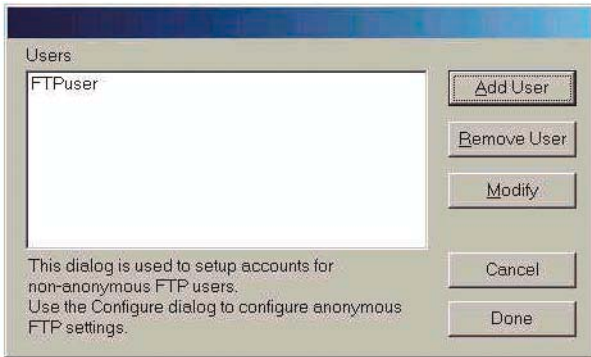 Users
FTPuser
Add User
Remove User
Modify
This dialog is used to setup accounts for
non-anonymous FTP users.
Use the Configure dialog to configure anonymous
FTP settings.
Cancel
Done